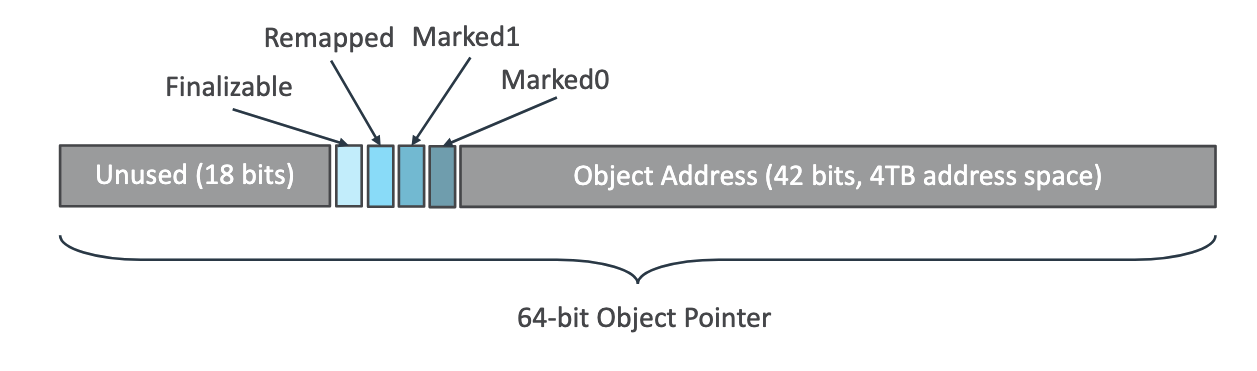 Remapped Marked1
Finalizable Marked0
Unused (18 bits) Object Address (42 bits, 4TB address space)
64-bit Object Pointer